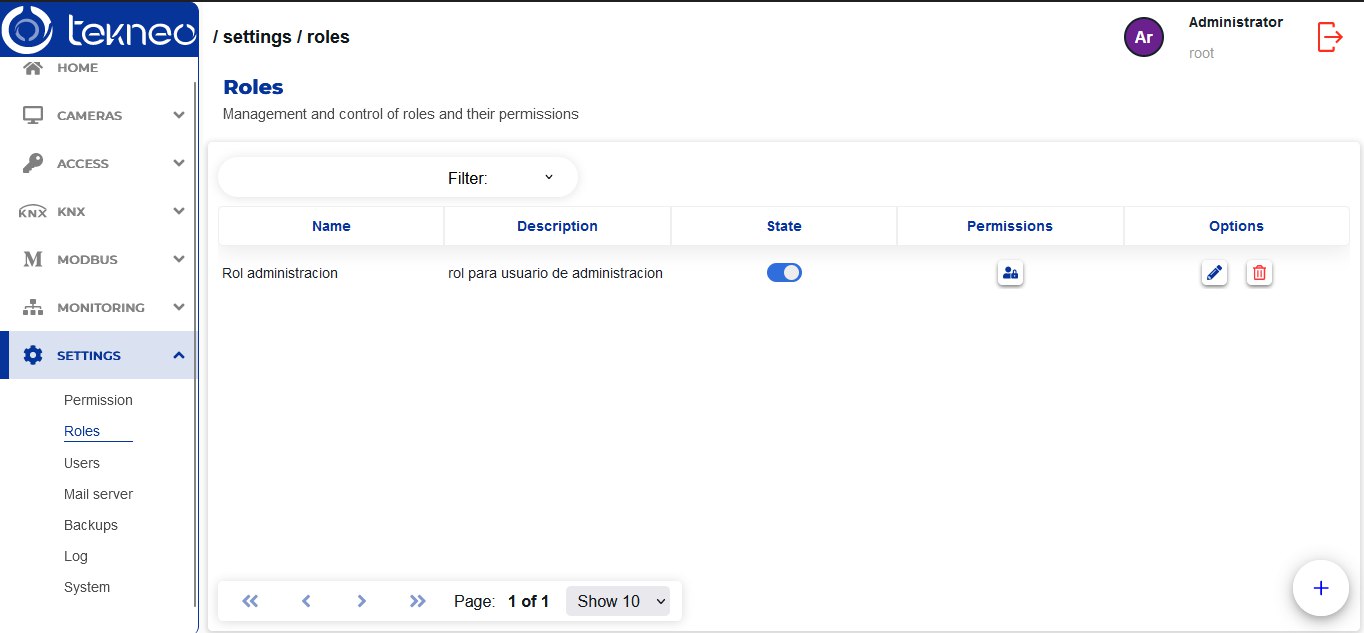 tekneo
/ settings / roles
Ar
Administrator
root
HOME
CAMERAS
ACCESS
KNX KNX
M MODBUS
MONITORING
SETTINGS
Permission
Roles
Users
Mail server
Backups
Log
System
Roles
Management and control of roles and their permissions
Filter:
Name Description State Permissions Options
Rol administracion rol para usuario de administracion
Page: 1 of 1 Show 10
+